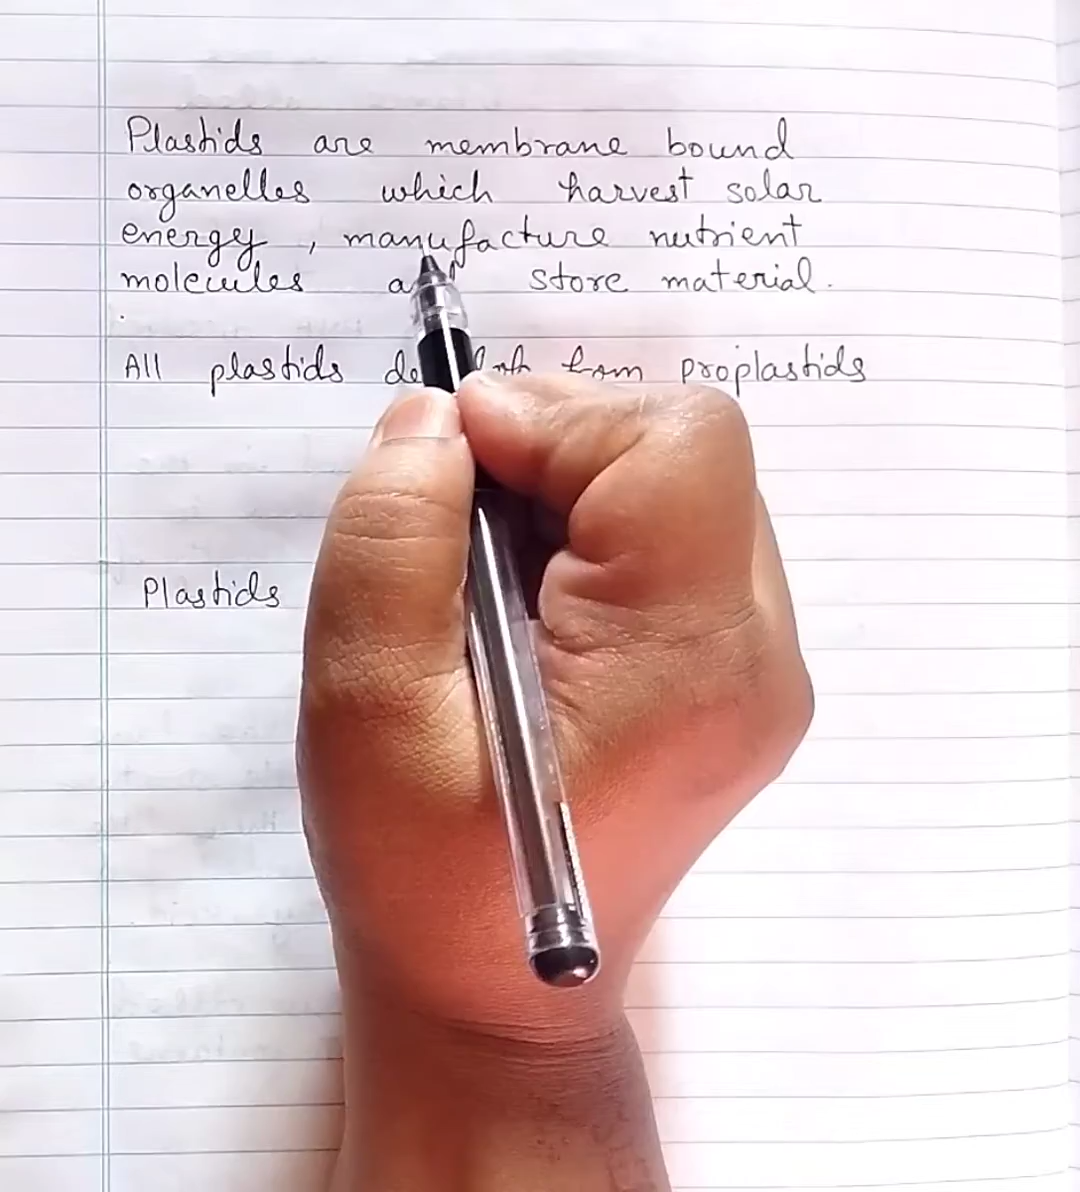 Plastids are membrane bound
organelles which harvest solar
energy, manufacture nutrient
molecules store material.
All plastids from proplastids
Plastids